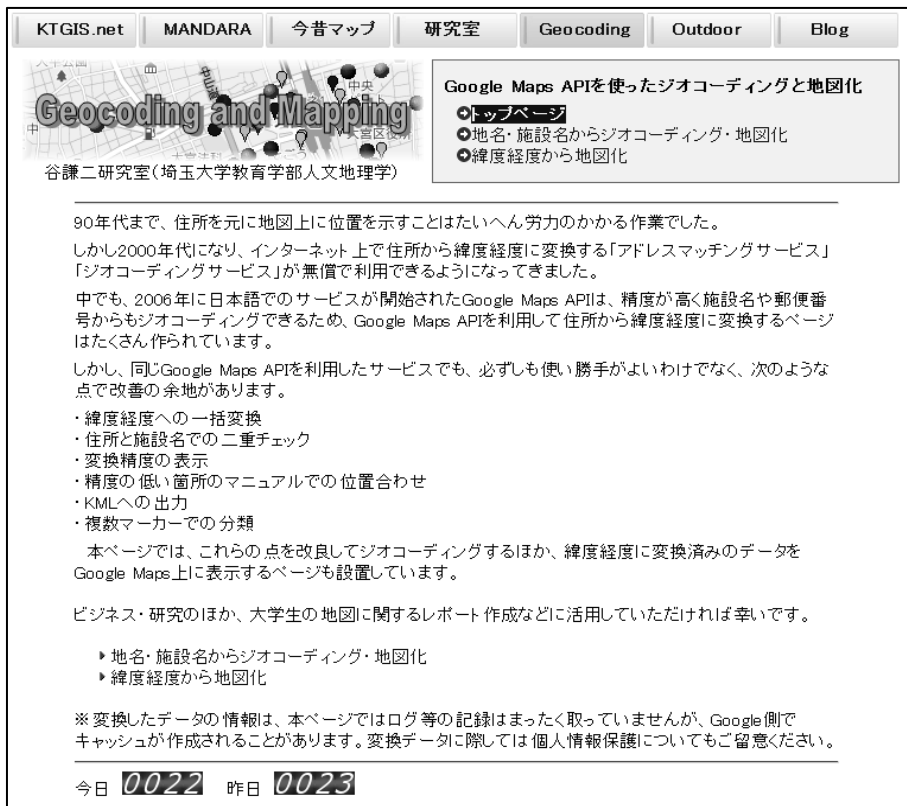 KTGIS.net MANDARA 今昔マップ 研究室 Geocoding Outdoor Blog
Geocoding and Mapping
谷謙二研究室(埼玉大学教育学部人文地理学)
Google Maps APIを使ったジオコーディングと地図化
トップページ
地名・施設名からジオコーディング・地図化
緯度経度から地図化
90年代まで、住所を元に地図上に位置を示すことはたいへん労力のかかる作業でした。
しかし2000年代になり、インターネット上で住所から緯度経度に変換する「アドレスマッチングサービス」
「ジオコーディングサービス」が無償で利用できるようになってきました。
中でも、2006年に日本語でのサービスが開始されたGoogle Maps APIは、精度が高く施設名や郵便番
号からもジオコーディングできるため、Google Maps APIを利用して住所から緯度経度に変換するページ
はたくさん作られています。
しかし、同じGoogle Maps APIを利用したサービスでも、必ずしも使い勝手がよいわけでなく、次のような
点で改善の余地があります。
・緯度経度への一括変換
・住所と施設名での二重チェック
・変換精度の表示
・精度の低い箇所のマニュアルでの位置合わせ
・KMLへの出力
・複数マーカーでの分類
本ページでは、これらの点を改良してジオコーディングするほか、緯度経度に変換済みのデータを
Google Maps上に表示するページも設置しています。
ビジネス・研究のほか、大学生の地図に関するレポート作成などに活用していただければ幸いです。
地名・施設名からジオコーディング・地図化
緯度経度から地図化
※変換したデータの情報は、本ページではログ等の記録はまったく取っていませんが、Google側で
キャッシュが作成されることがあります。変換データに際しては個人情報保護についてもご留意ください。
今日 0022 昨日 0023